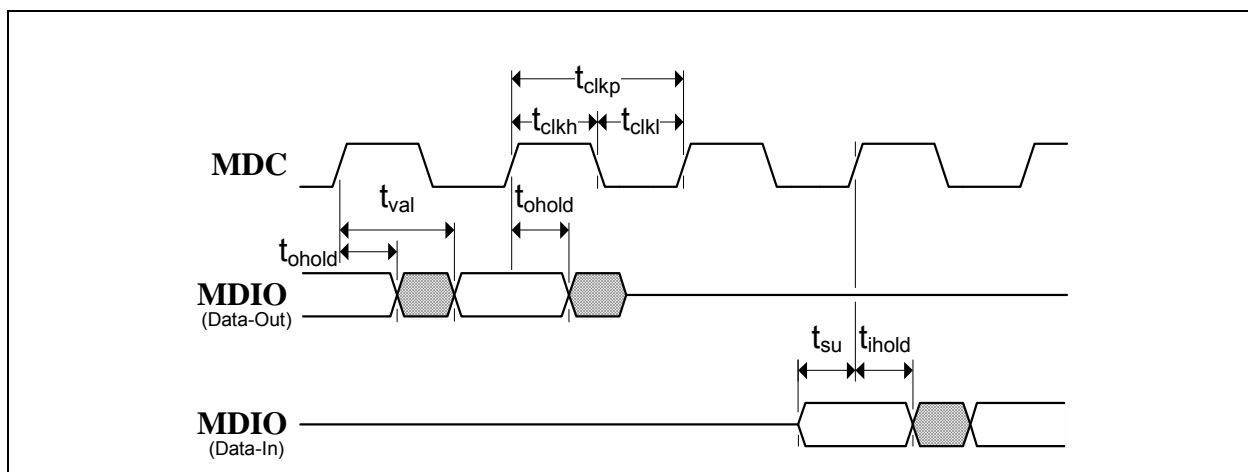 tclkp
tclkh tclkl
MDC
tval tohold
tohold
MDIO
(Data-Out)
tsu tihold
MDIO
(Data-In)